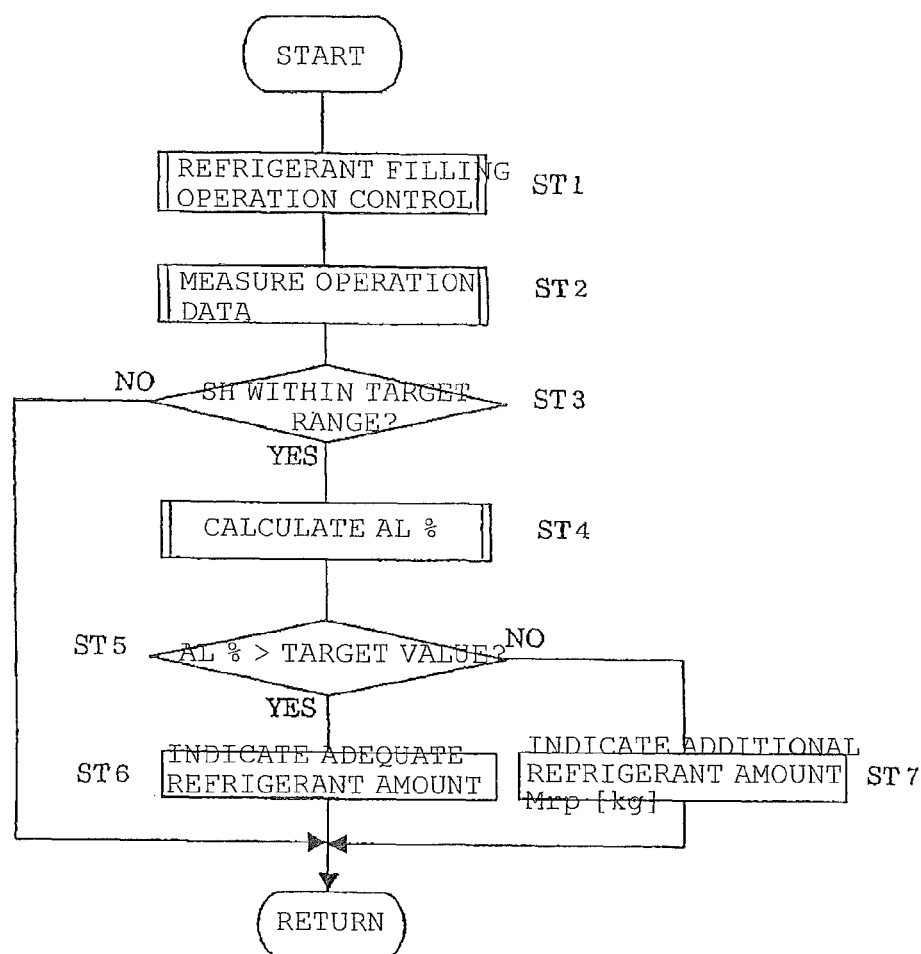 START
REFRIGERANT FILLING
OPERATION CONTROL
ST1
MEASURE OPERATION
DATA
ST2
NO
SH WITHIN TARGET
RANGE?
ST3
YES
CALCULATE AL %
ST4
ST5
AL % > TARGET VALUE?
NO
YES
ST6
INDICATE ADEQUATE
REFRIGERANT AMOUNT
INDICATE ADDITIONAL
REFRIGERANT AMOUNT
Mrp [kg]
ST7
RETURN